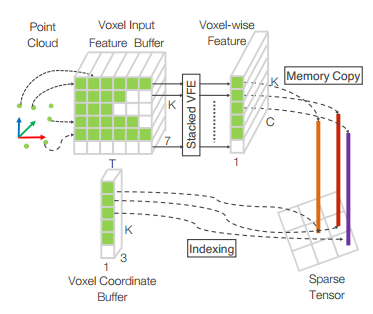 Point
Cloud
Voxel Input
Feature Buffer
Voxel-wise
Feature
K
7
T
Stacked VFE
K
C
1
Memory Copy
K
3
1
Voxel Coordinate
Buffer
Indexing
Sparse
Tensor